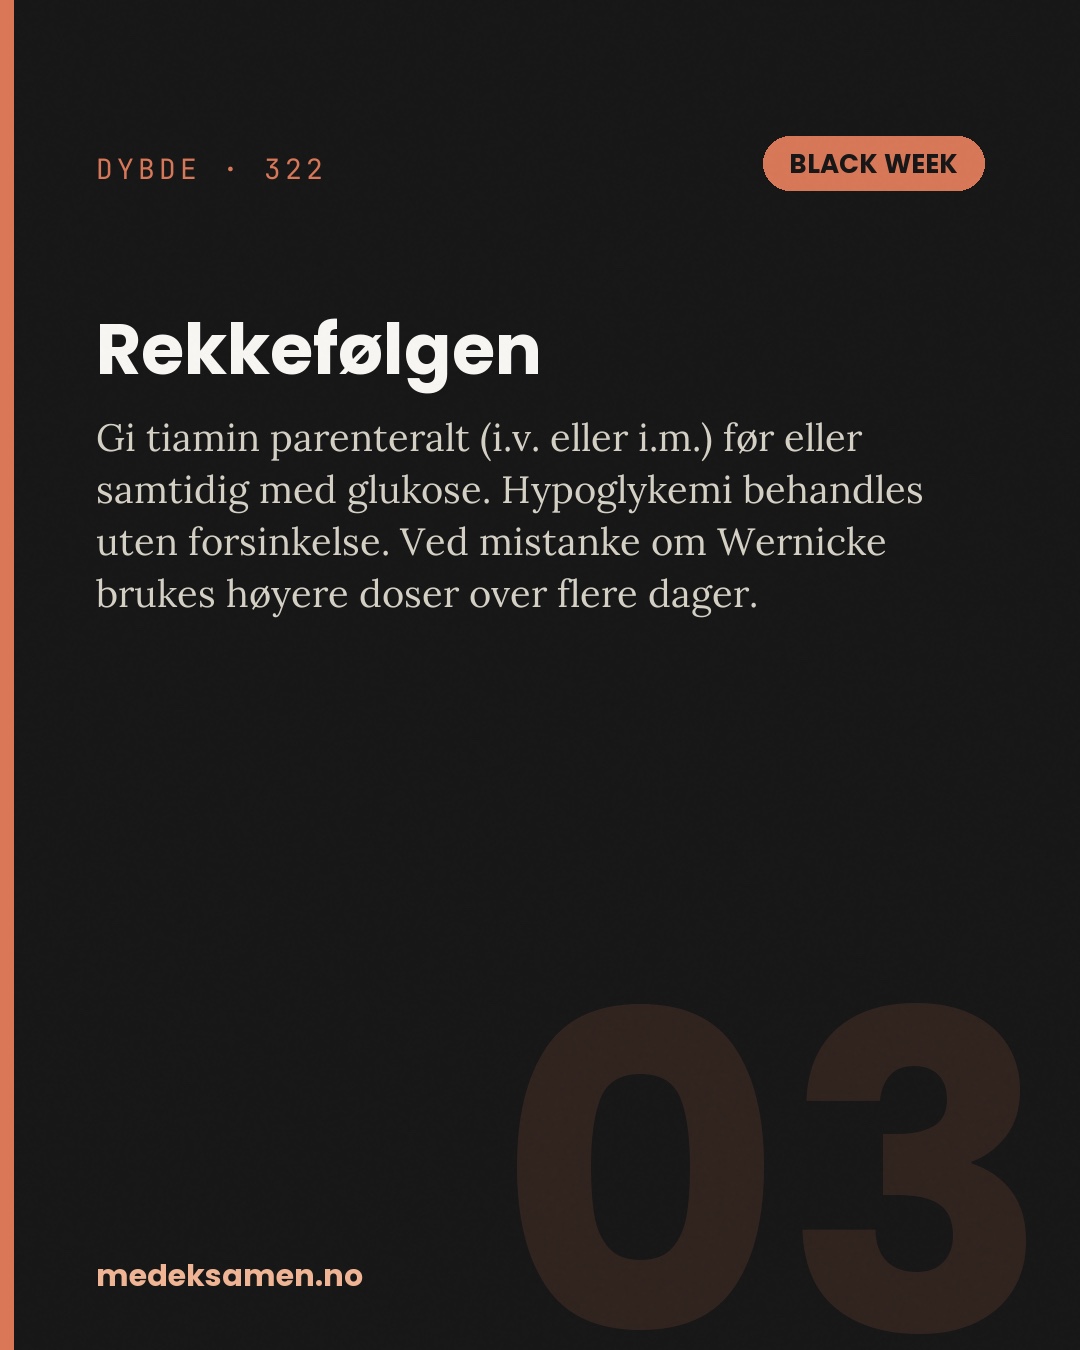 DYBDE · 322
BLACK WEEK
Rekkefølgen
Gi tiamin parenteralt (i.v. eller i.m.) før eller
samtidig med glukose. Hypoglykemi behandles
uten forsinkelse. Ved mistanke om Wernicke
brukes høyere doser over flere dager.
03
medeksamen.no